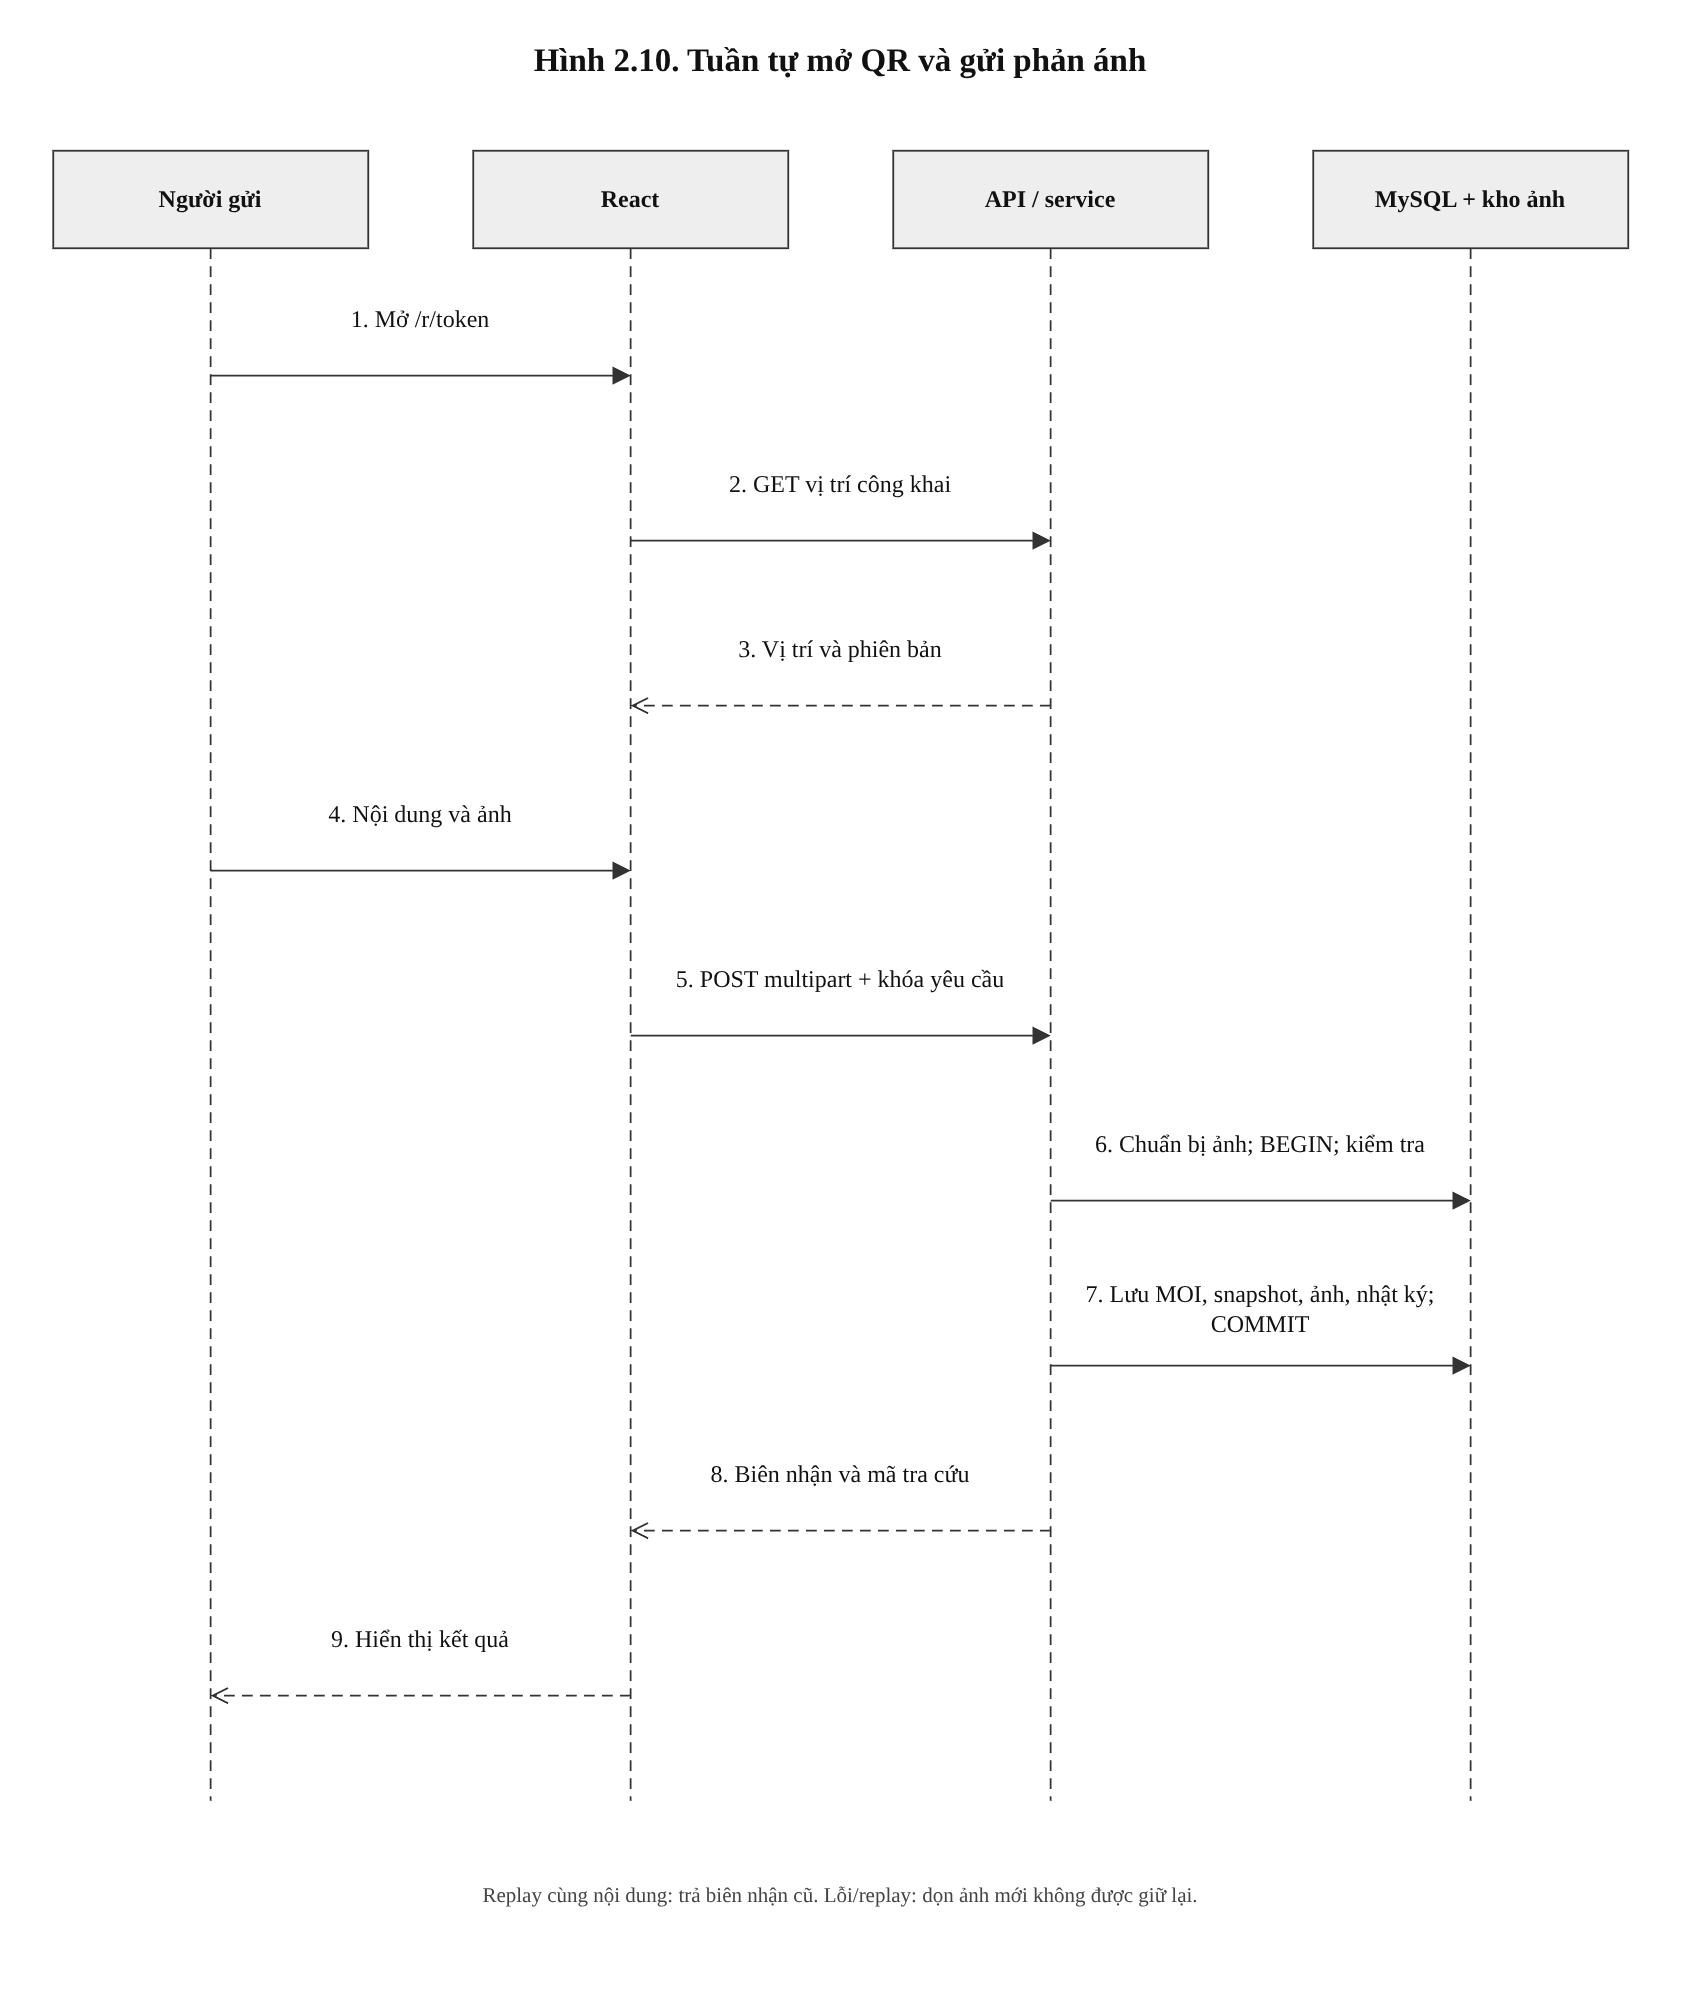 Hình 2.10. Tuần tự mở QR và gửi phản ánh
Người gửi
React
API / service
MySQL + kho ảnh
1. Mở /r/token
2. GET vị trí công khai
3. Vị trí và phiên bản
4. Nội dung và ảnh
5. POST multipart + khóa yêu cầu
6. Chuẩn bị ảnh; BEGIN; kiểm tra
7. Lưu MOI, snapshot, ảnh, nhật ký;
COMMIT
8. Biên nhận và mã tra cứu
9. Hiển thị kết quả
Replay cùng nội dung: trả biên nhận cũ. Lỗi/replay: dọn ảnh mới không được giữ lại.